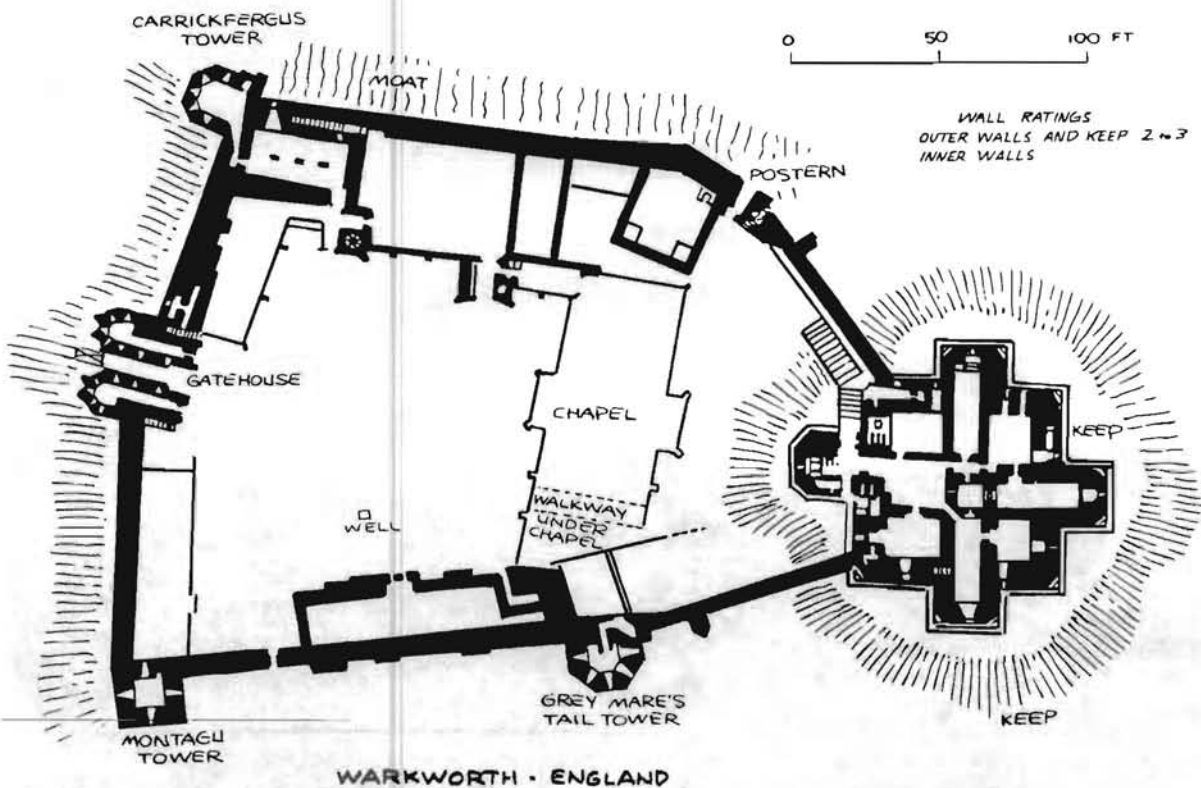 CARRICKFERGUS
TOWER
MOAT
0 50 100 FT
WALL RATINGS
OUTER WALLS AND KEEP 2 to 3
INNER WALLS
POSTERN
GATEHOUSE
CHAPEL
KEEP
WALKWAY
UNDER
CHAPEL
WELL
GREY MARE'S
TAIL TOWER
KEEP
MONTAGU
TOWER
WARKWORTH · ENGLAND